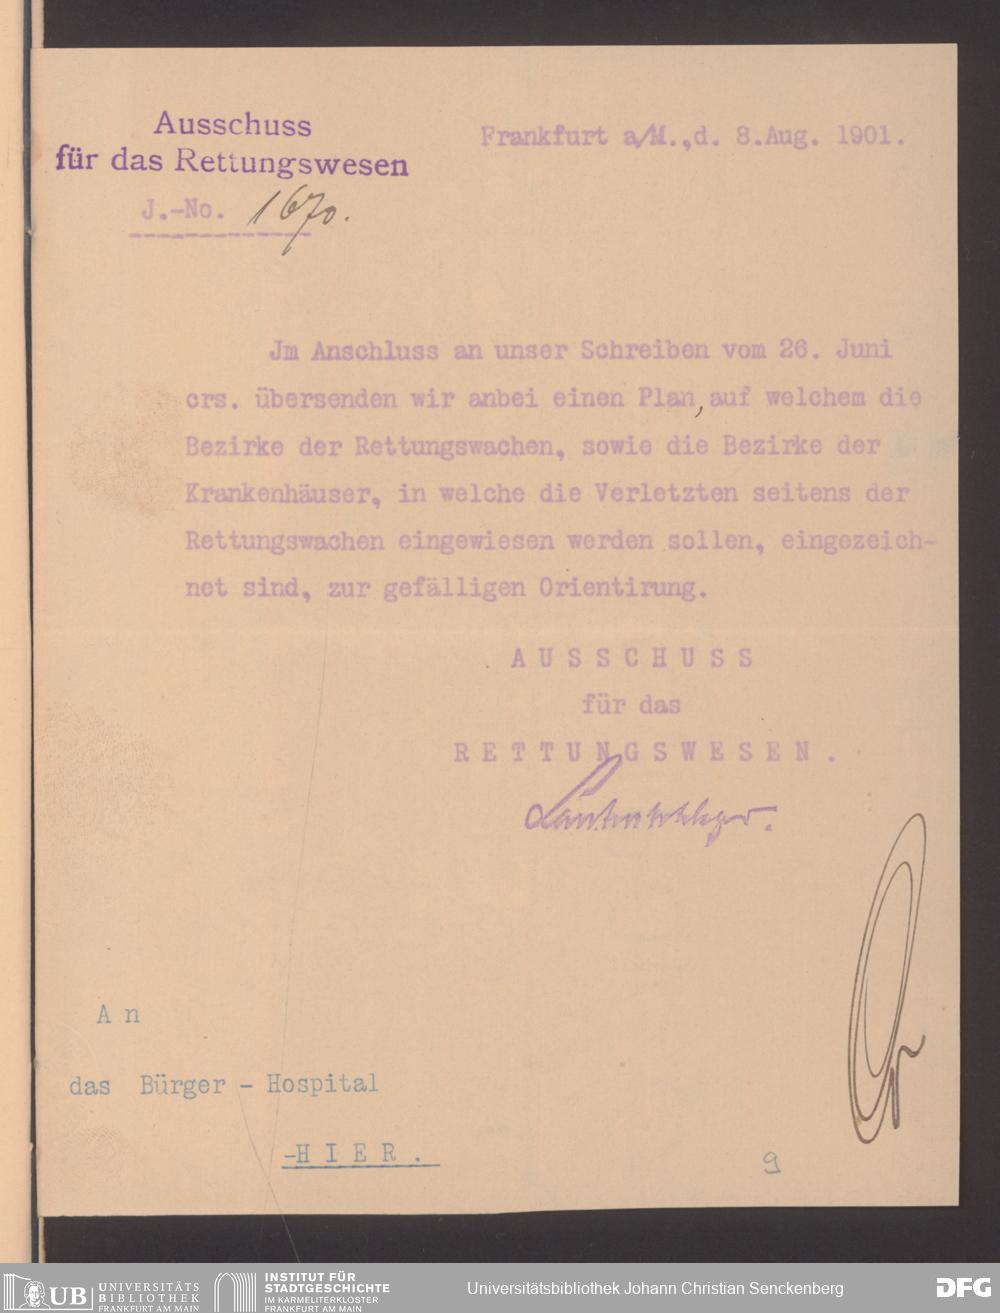 Ausschuss
für das Rettungswesen
Frankfurt a/M.,d. 8.Aug. 1901.
J.-No. 1670.
Jm Anschluss an unser Schreiben vom 26. Juni
crs. übersenden wir anbei einen Plan, auf welchem die
Bezirke der Rettungswachen, sowie die Bezirke der
Krankenhäuser, in welche die Verletzten seitens der
Rettungswachen eingewiesen werden sollen, eingezeich-
net sind, zur gefälligen Orientirung.
AUSSCHUSS
für das
RETTUNGSWESEN.
An
das Bürger - Hospital
-HIER.
9
UB UNIVERSITÄTS
BIBLIOTHEK
FRANKFURT AM MAIN
INSTITUT FÜR
STADTGESCHICHTE
IM KARMELITERKLOSTER
FRANKFURT AM MAIN
Universitätsbibliothek Johann Christian Senckenberg
DFG